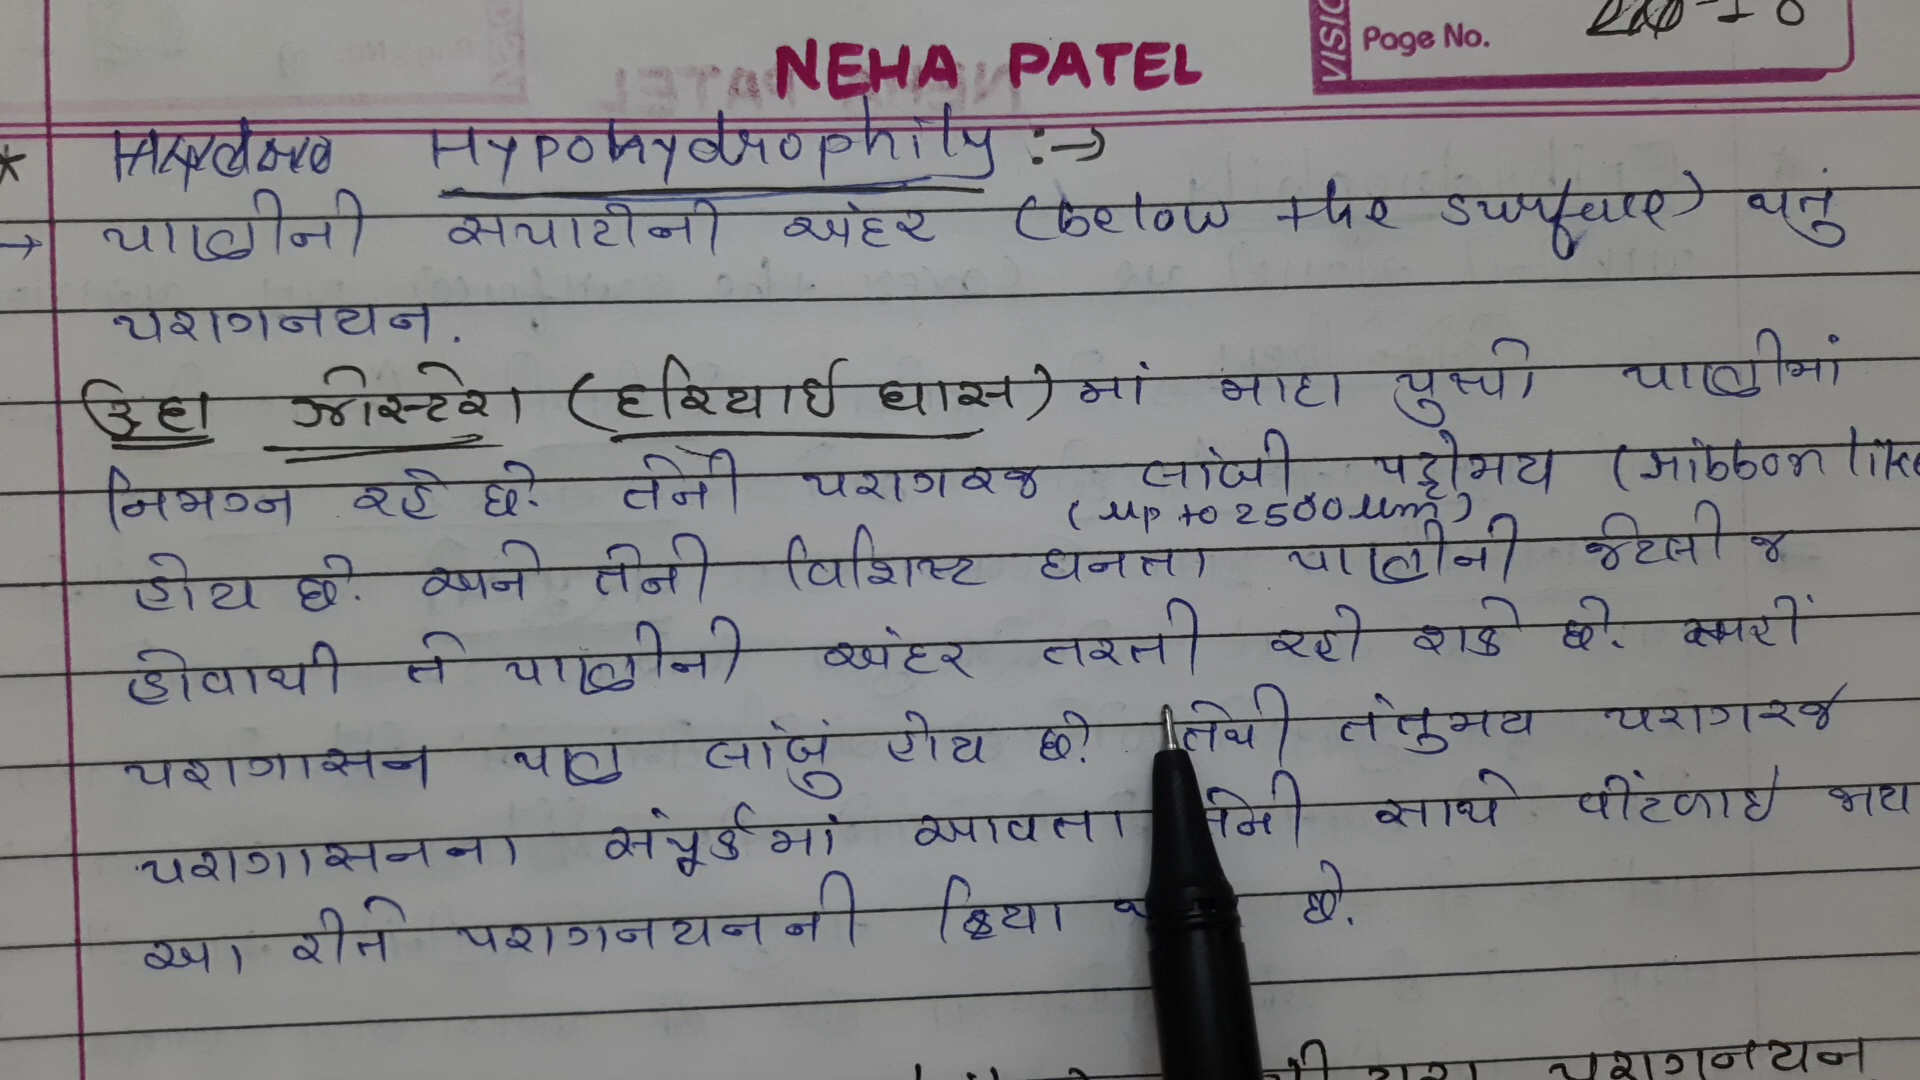 VISIO
Page No.
NEHA PATEL
* Hypohydrophily :→
→ પાણીની સપાટીની અંદર (below the surface) થતું
પરાગનયન.
ઉદા ઝોસ્ટેરા (દરિયાઈ ઘાસ) માં માદા પુષ્પો પાણીમાં
નિમગ્ન રહે છે. તેની પરાગરજ લાંબી પટ્ટીમય (ribbon like
(up to 2500 µm)
હોય છે. અને તેની વિશિસ્ટ ઘનતા પાણીની જેટલી જ
હોવાથી તે પાણીની અંદર તરતી રહી શકે છે.
પરાગાસન પણ લાંબું હોય છે. તેથી તંતુમય પરાગરજ
પરાગાસનના સંપૂર્કમાં આવતા તેની સાથે વીંટળાઈ જાય
આ રીતે પરાગનયનની ક્રિયા છે.
પરાગનયન